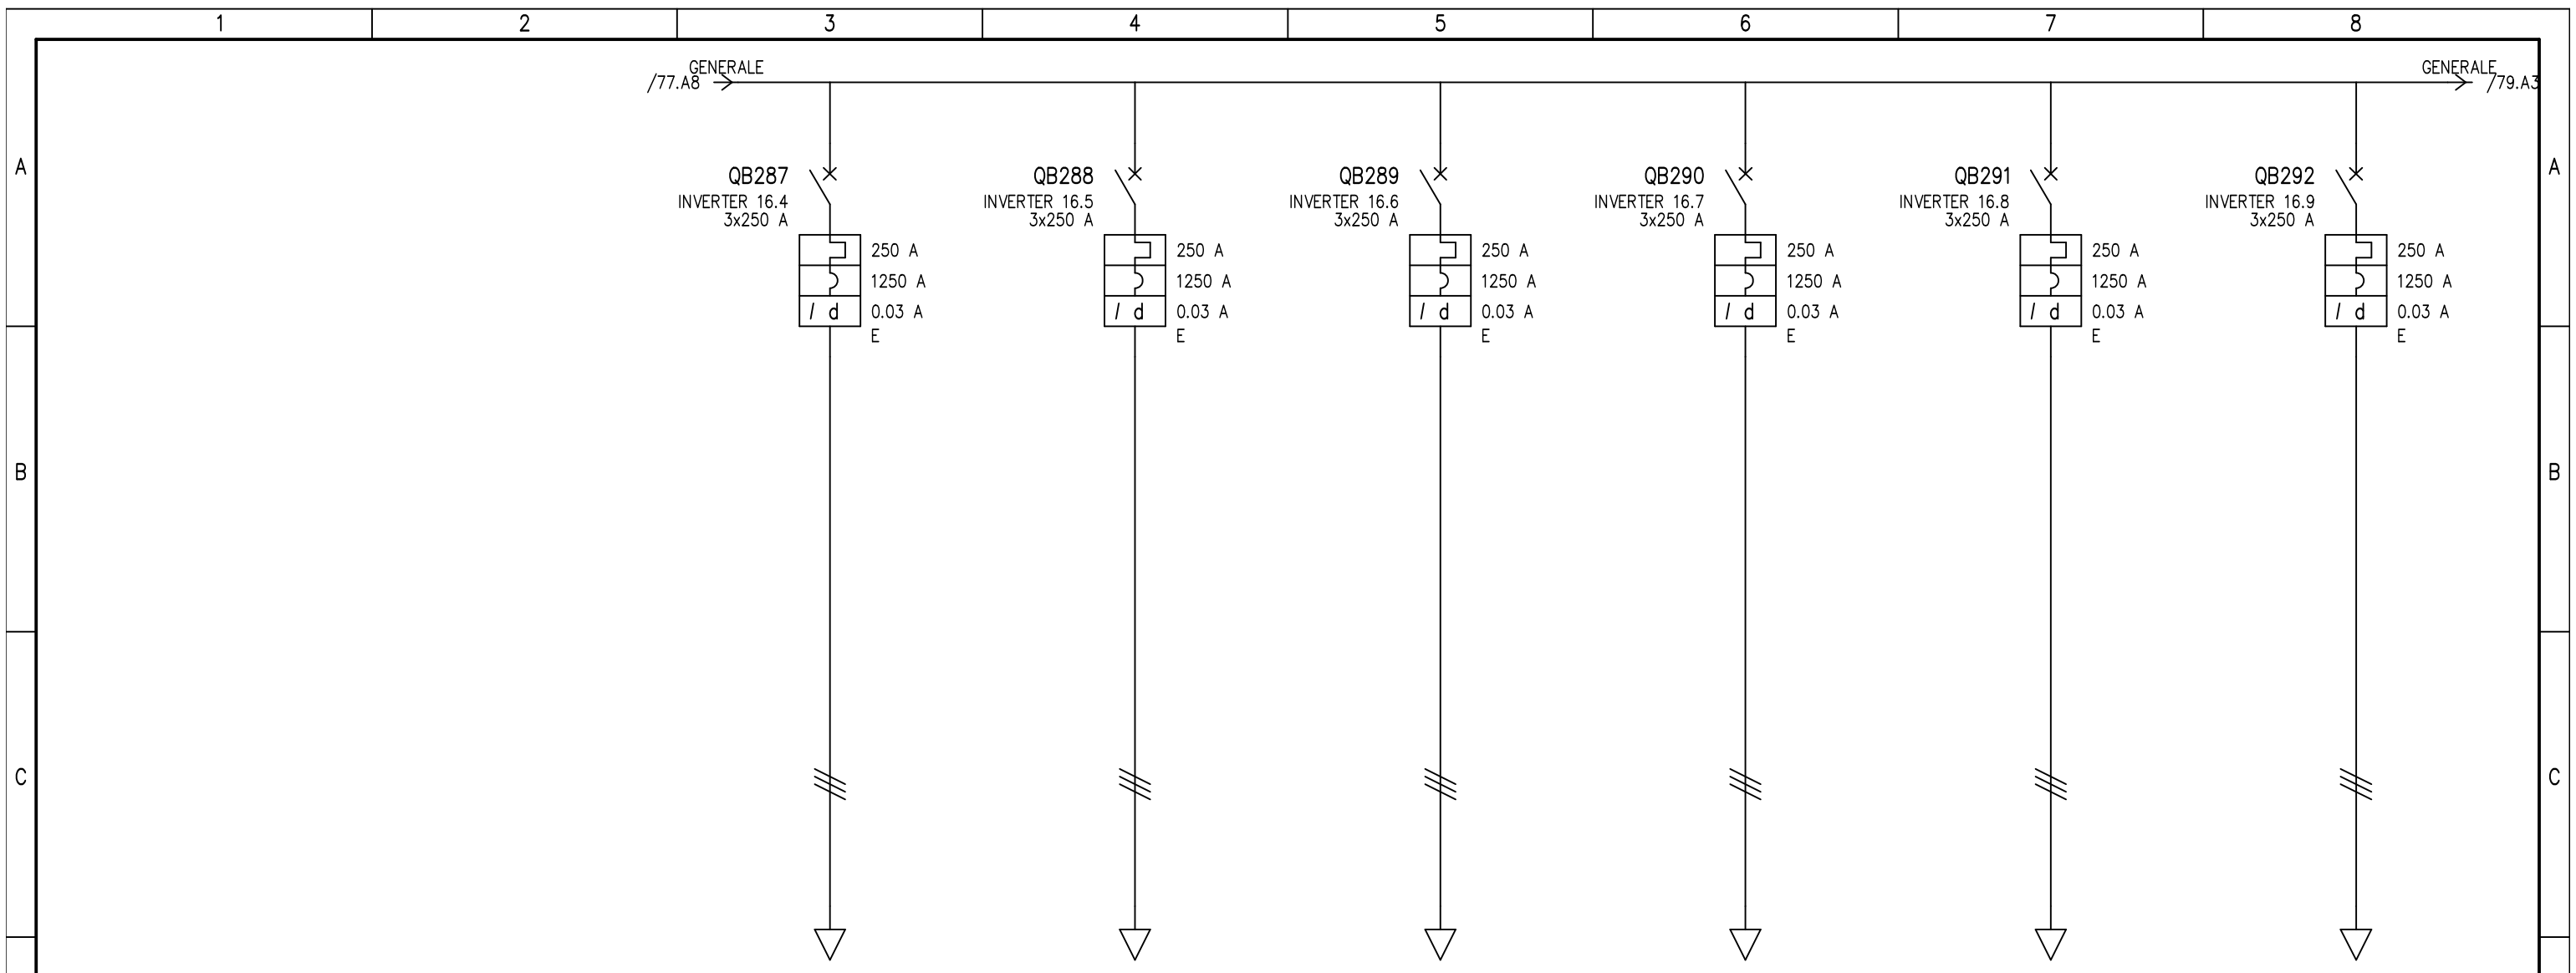 1 2 3 4 5 6 7 8
GENERALE GENERALE
/77.A8 /79.A3
A A
QB287 QB288 QB289 QB290 QB291 QB292
INVERTER 16.4 INVERTER 16.5 INVERTER 16.6 INVERTER 16.7 INVERTER 16.8 INVERTER 16.9
3x250 A 3x250 A 3x250 A 3x250 A 3x250 A 3x250 A
250 A 250 A 250 A 250 A 250 A 250 A
1250 A 1250 A 1250 A 1250 A 1250 A 1250 A
I d 0.03 A I d 0.03 A I d 0.03 A I d 0.03 A I d 0.03 A I d 0.03 A
E E E E E E
B B
C C